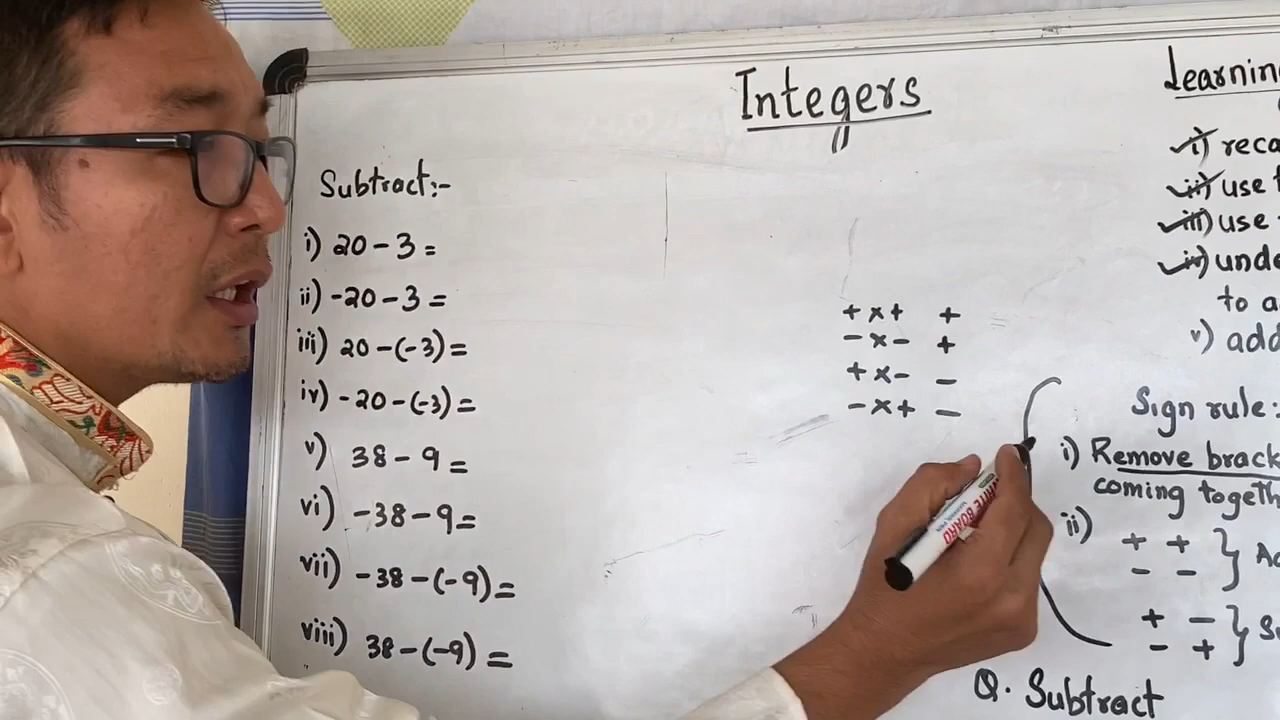 Integers
Subtract:-
i) 20 - 3 =
ii) -20 - 3 =
iii) 20 - (-3) =
iv) -20 - (-3) =
v) 38 - 9 =
vi) -38 - 9 =
vii) -38 - (-9) =
viii) 38 - (-9) =
+ x + +
- x - +
+ x - -
- x + -
Learnin
i) reca
ii) use
iii) use
iv) unde
to a
v) add
Sign rule:
i) Remove brack
coming togeth
ii)
+ + }
- -
+ - }
- +
Q. Subtract
WHITE BOARD